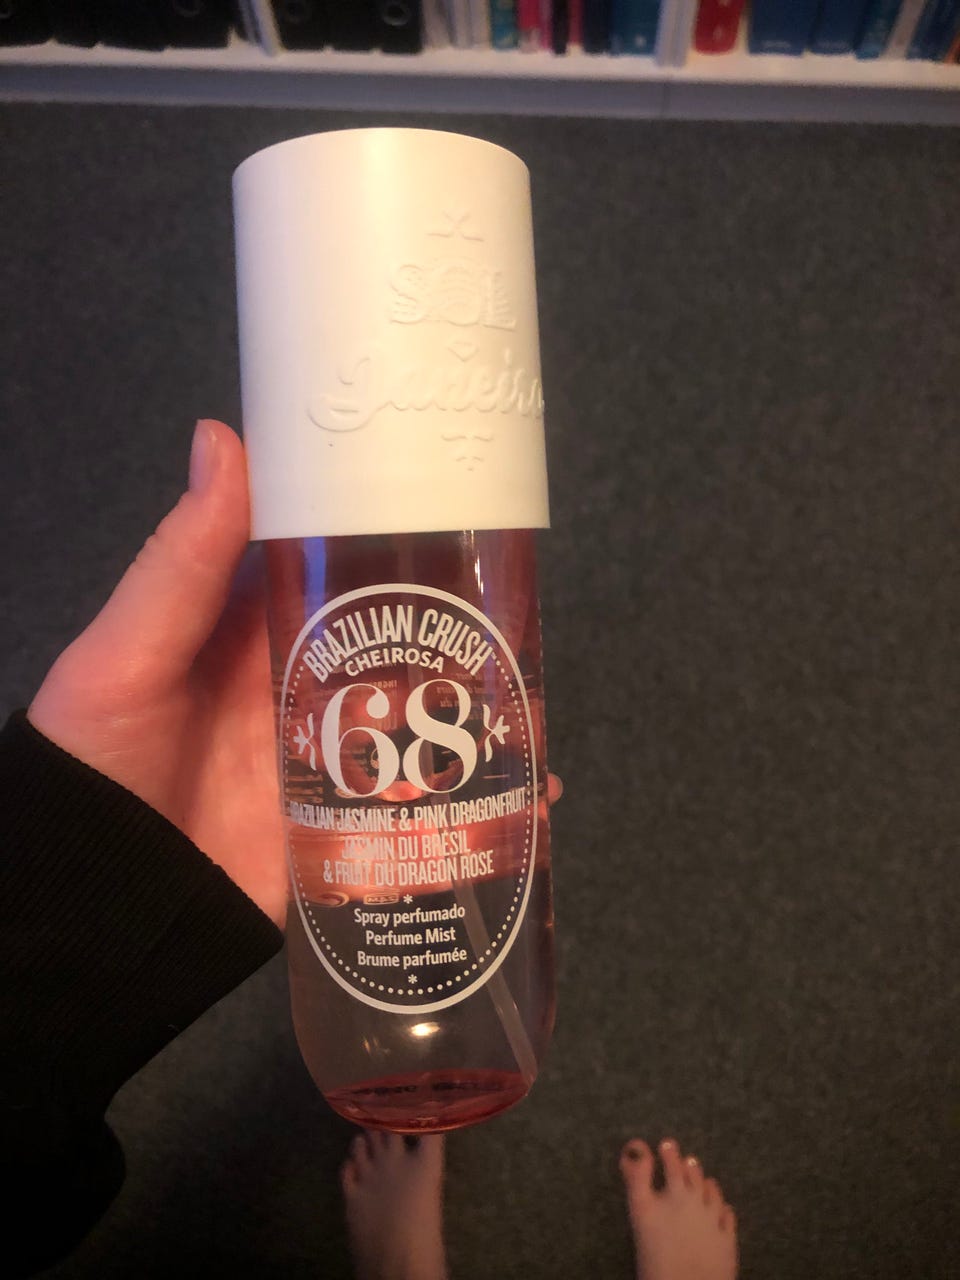 SOL
Janeiro
BRAZILIAN CRUSH™
CHEIROSA
68
BRAZILIAN JASMINE & PINK DRAGONFRUIT
JASMIN DU BRÉSIL
& FRUIT DU DRAGON ROSE
Spray perfumado
Perfume Mist
Brume parfumée